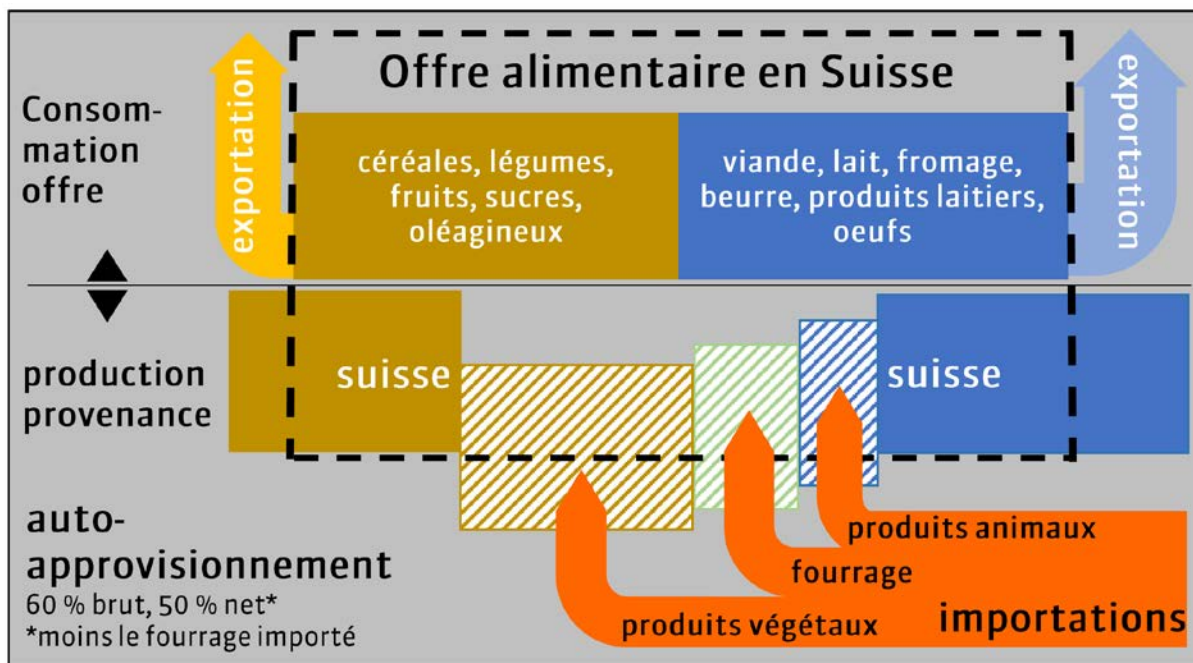 Offre alimentaire en Suisse
exportation
exportation
Consom-
mation
offre
céréales, légumes,
fruits, sucres,
oléagineux
viande, lait, fromage,
beurre, produits laitiers,
oeufs
production
provenance
suisse
suisse
auto-
approvisionnement
60 % brut, 50 % net*
*moins le fourrage importé
produits animaux
fourrage
produits végétaux
importations